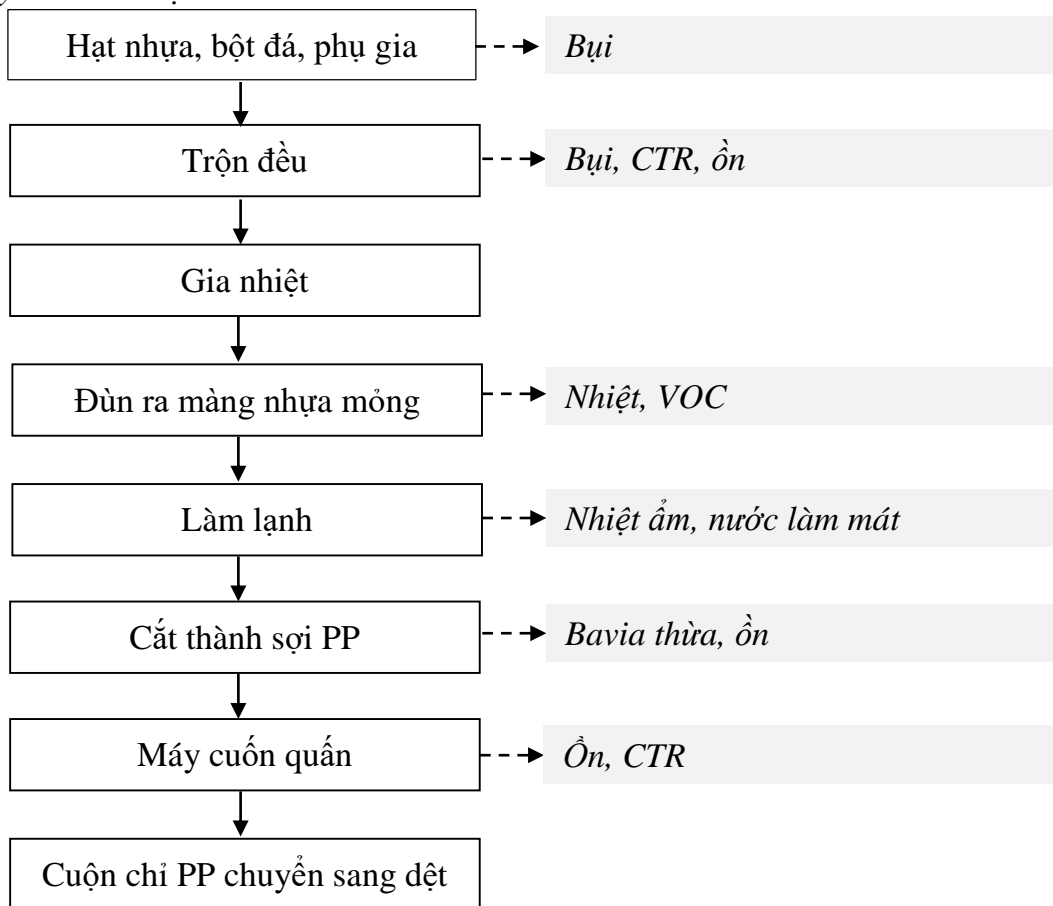 Hạt nhựa, bột đá, phụ gia
Bụi
Trộn đều
Bụi, CTR, ồn
Gia nhiệt
Đùn ra màng nhựa mỏng
Nhiệt, VOC
Làm lạnh
Nhiệt ẩm, nước làm mát
Cắt thành sợi PP
Bavia thừa, ồn
Máy cuốn quấn
Ồn, CTR
Cuộn chỉ PP chuyển sang dệt